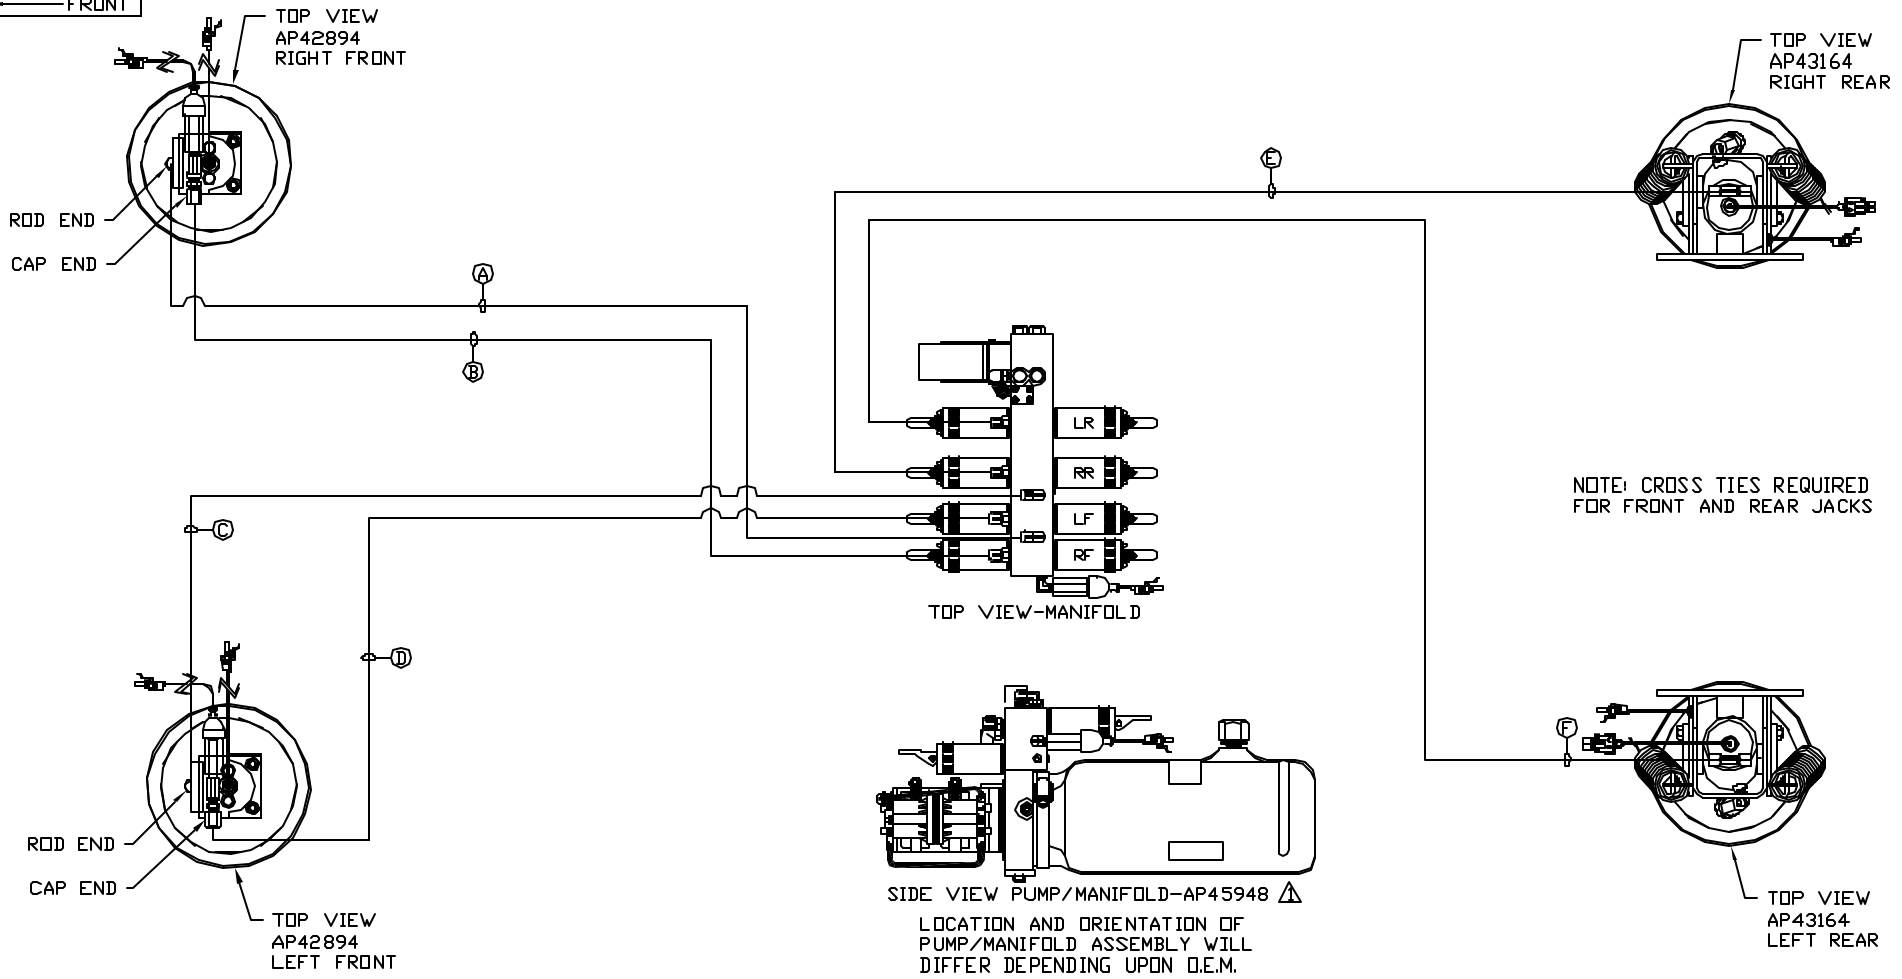 FRONT
TOP VIEW
AP42894
RIGHT FRONT
TOP VIEW
AP43164
RIGHT REAR
E
ROD END
CAP END
A
B
LR
RR
LF
RF
C
D
NOTE: CROSS TIES REQUIRED
FOR FRONT AND REAR JACKS
TOP VIEW-MANIFOLD
F
ROD END
CAP END
SIDE VIEW PUMP/MANIFOLD-AP45948 1
LOCATION AND ORIENTATION OF
PUMP/MANIFOLD ASSEMBLY WILL
DIFFER DEPENDING UPON O.E.M.
TOP VIEW
AP42894
LEFT FRONT
TOP VIEW
AP43164
LEFT REAR